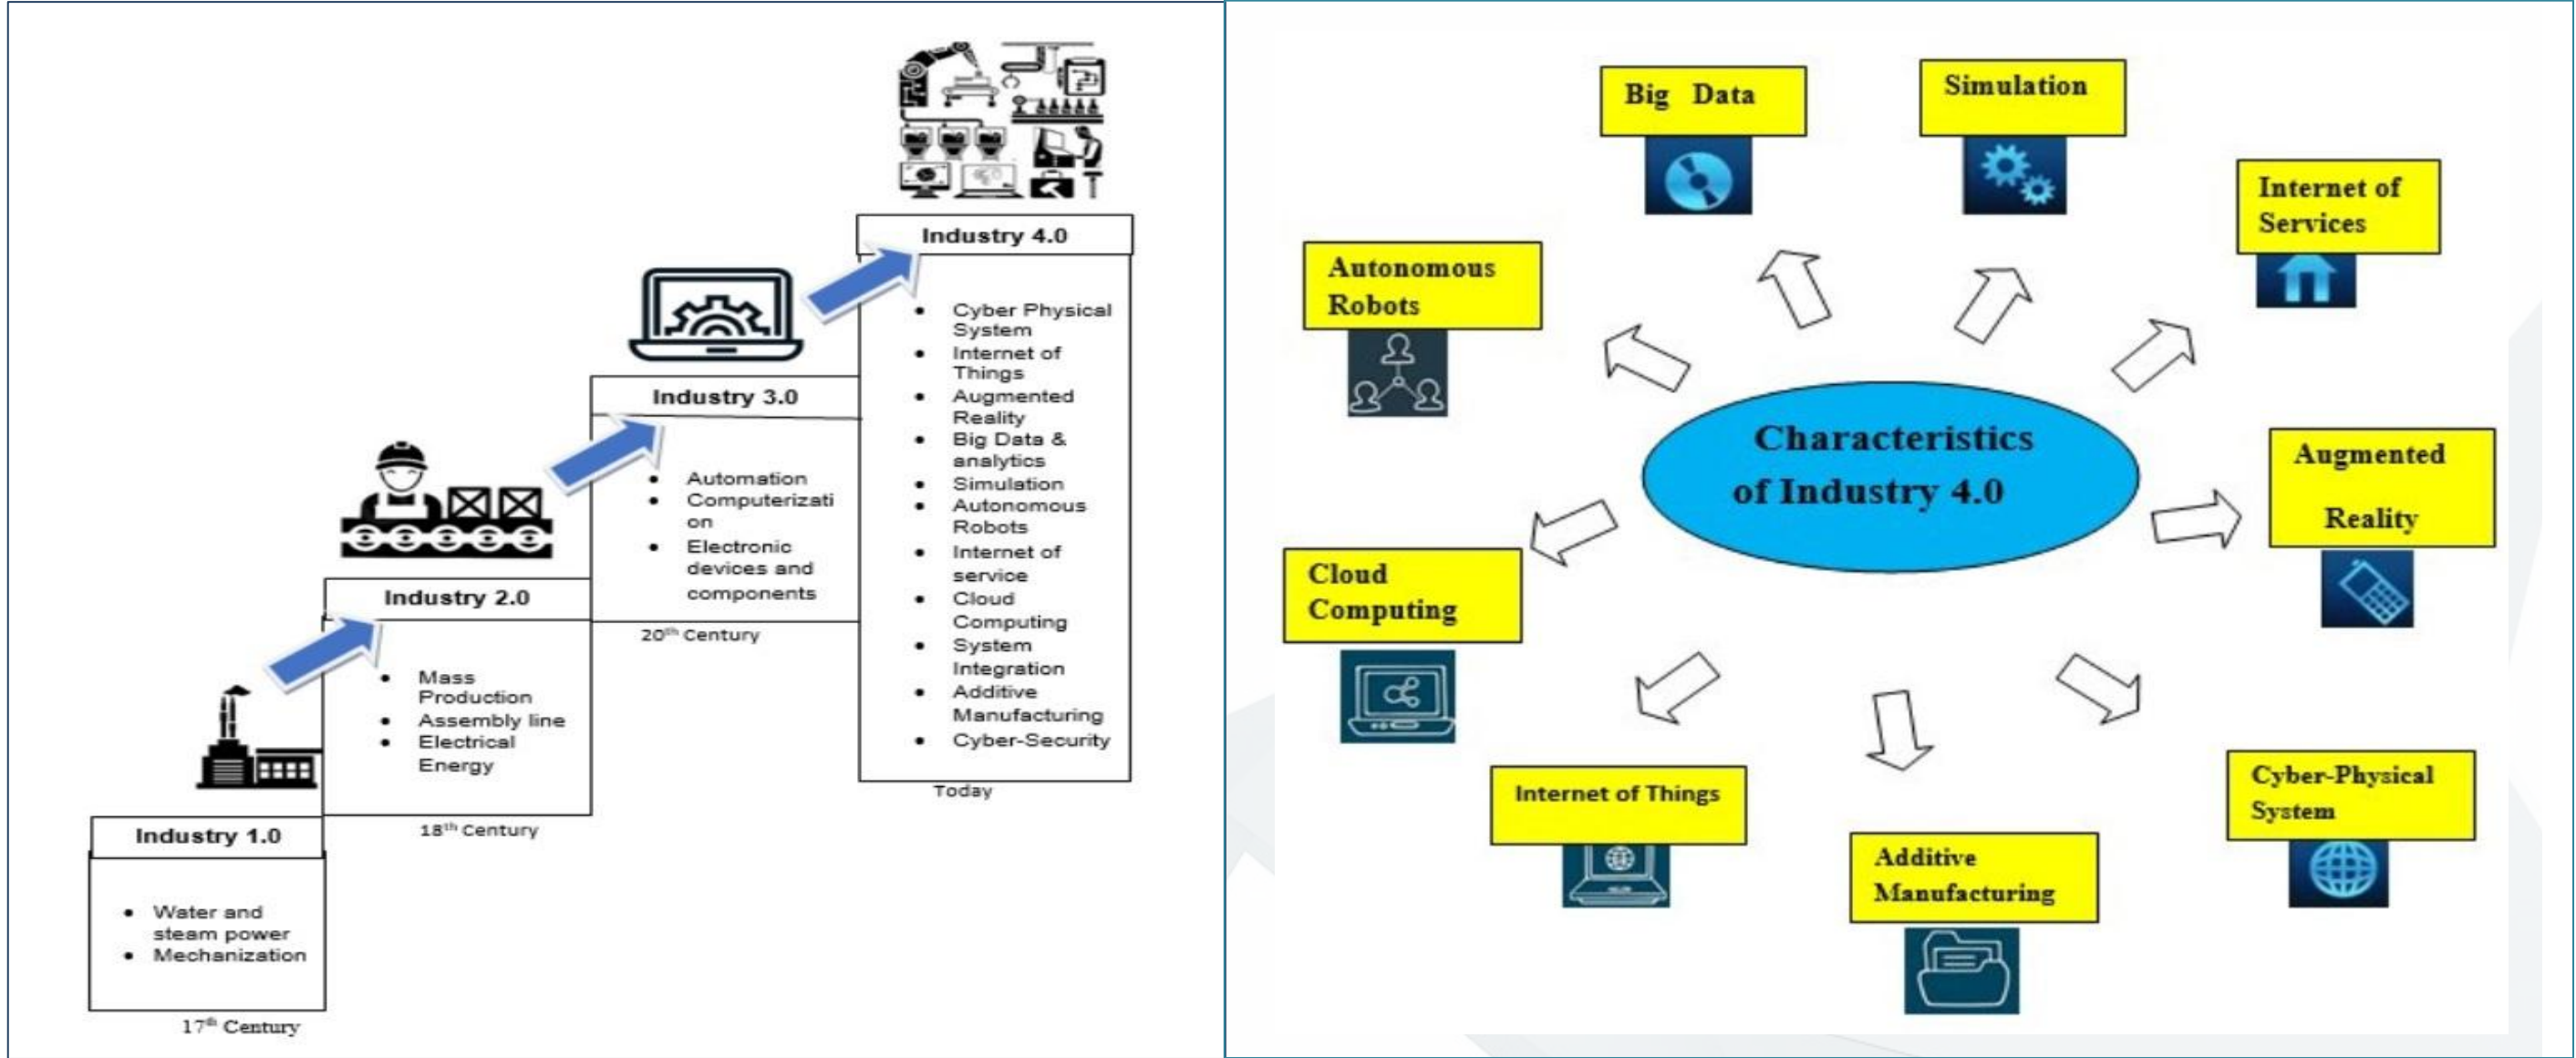 Industry 4.0
• Cyber Physical
System
• Internet of
Things
• Augmented
Reality
• Big Data &
analytics
• Simulation
• Autonomous
Robots
• Internet of
service
• Cloud
Computing
• System
Integration
• Additive
Manufacturing
• Cyber-Security
Today
Industry 3.0
• Automation
• Computerizati
on
• Electronic
devices and
components
20th Century
Industry 2.0
• Mass
Production
• Assembly line
• Electrical
Energy
18th Century
Industry 1.0
• Water and
steam power
• Mechanization
17th Century
Big Data
Simulation
Internet of
Services
Autonomous
Robots
Characteristics
of Industry 4.0
Augmented
Reality
Cloud
Computing
Internet of Things
Cyber-Physical
System
Additive
Manufacturing